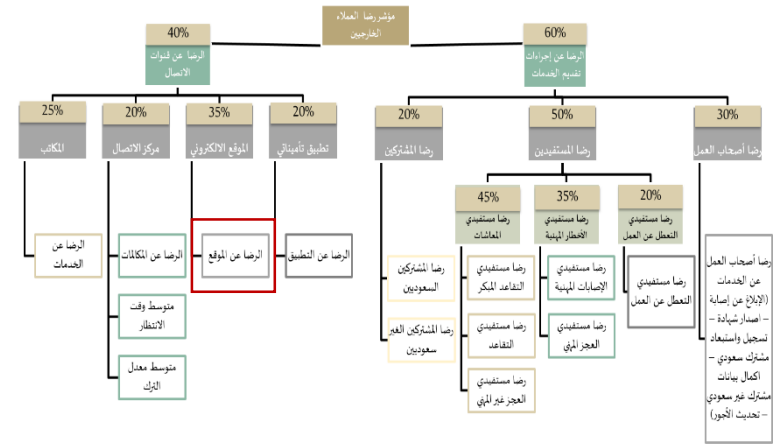 مؤشر رضا العملاء
الخارجيين
60%
الرضا عن إجراءات
تقديم الخدمات
40%
الرضا عن قنوات
الاتصال
30%
رضا أصحاب العمل
50%
رضا المستفيدين
20%
رضا المشتركين
20%
تطبيق تأميناتي
35%
الموقع الالكتروني
20%
مركز الاتصال
25%
المكاتب
20%
رضا مستفيدي
التعطل عن العمل
35%
رضا مستفيدي
الأخطار المهنية
45%
رضا مستفيدي
المعاشات
رضا أصحاب العمل
عن الخدمات
(الإبلاغ عن إصابة
– اصدار شهادة –
تسجيل واستبعاد
مشترك سعودي –
اكمال بيانات
مشترك غير سعودي
– تحديث الأجور)
رضا مستفيدي
التعطل عن العمل
رضا مستفيدي
الإصابات المهنية
رضا مستفيدي
العجز المهني
رضا مستفيدي
التقاعد المبكر
رضا مستفيدي
التقاعد
رضا مستفيدي
العجز غير المهني
رضا المشتركين
السعوديين
رضا المشتركين الغير
سعوديين
الرضا عن التطبيق
الرضا عن الموقع
الرضا عن المكالمات
متوسط وقت
الانتظار
متوسط معدل
الترك
الرضا عن
الخدمات